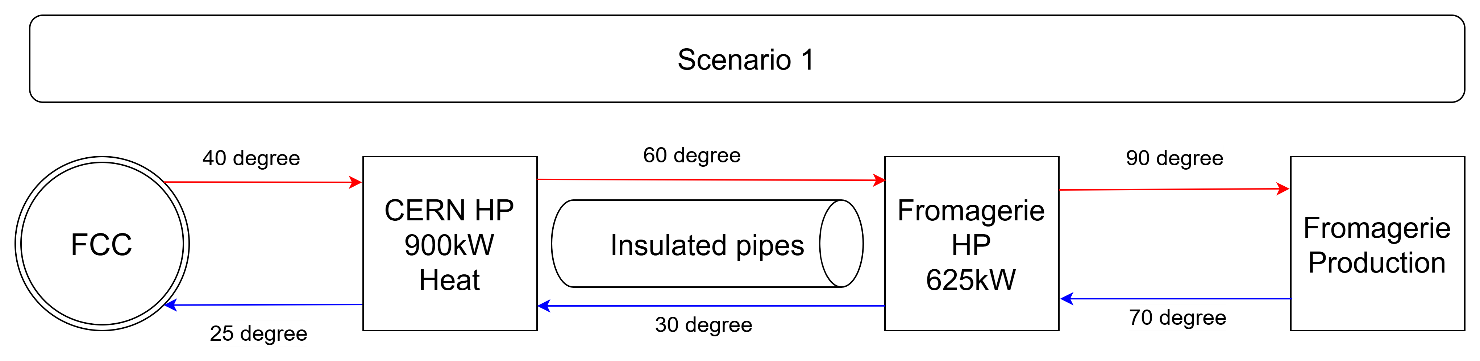 Scenario 1
40 degree
60 degree
90 degree
FCC
CERN HP
900kW
Heat
Insulated pipes
Fromagerie
HP
625kW
Fromagerie
Production
25 degree
30 degree
70 degree